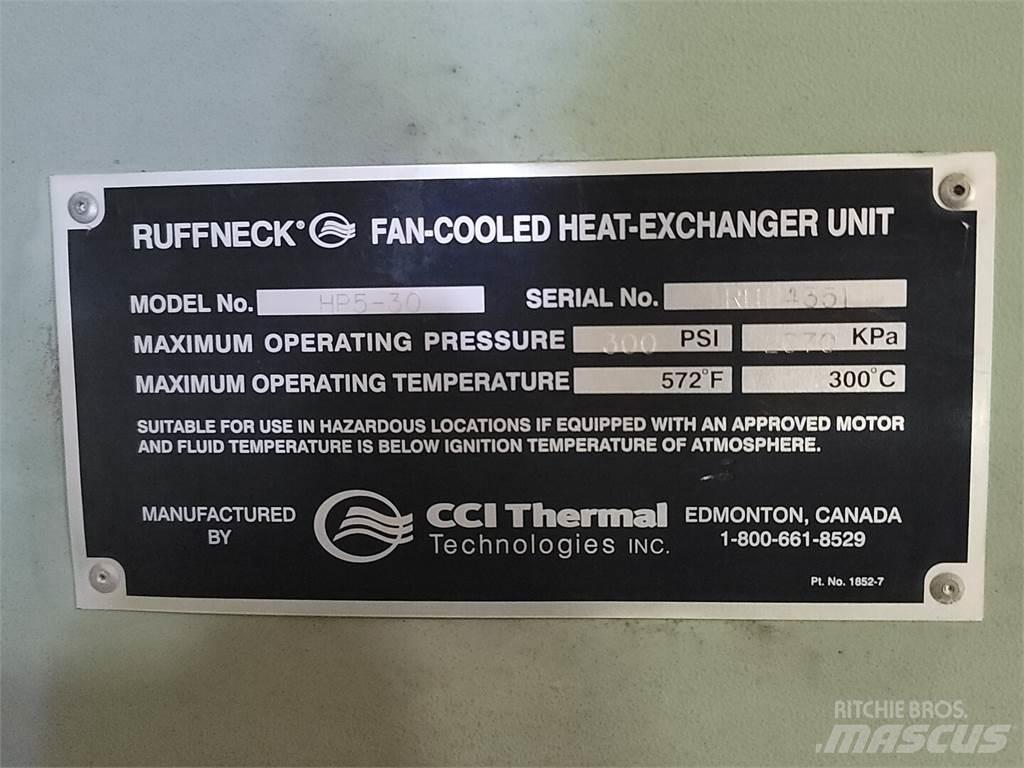 RUFFNECK® FAN-COOLED HEAT-EXCHANGER UNIT
MODEL No. HP5-30 SERIAL No.
MAXIMUM OPERATING PRESSURE 300 PSI 2070 KPa
MAXIMUM OPERATING TEMPERATURE 572°F 300°C
SUITABLE FOR USE IN HAZARDOUS LOCATIONS IF EQUIPPED WITH AN APPROVED MOTOR
AND FLUID TEMPERATURE IS BELOW IGNITION TEMPERATURE OF ATMOSPHERE.
MANUFACTURED
BY
CCI Thermal
Technologies INC.
EDMONTON, CANADA
1-800-661-8529
Pt. No. 1852-7
RITCHIE BROS.
MASCUS